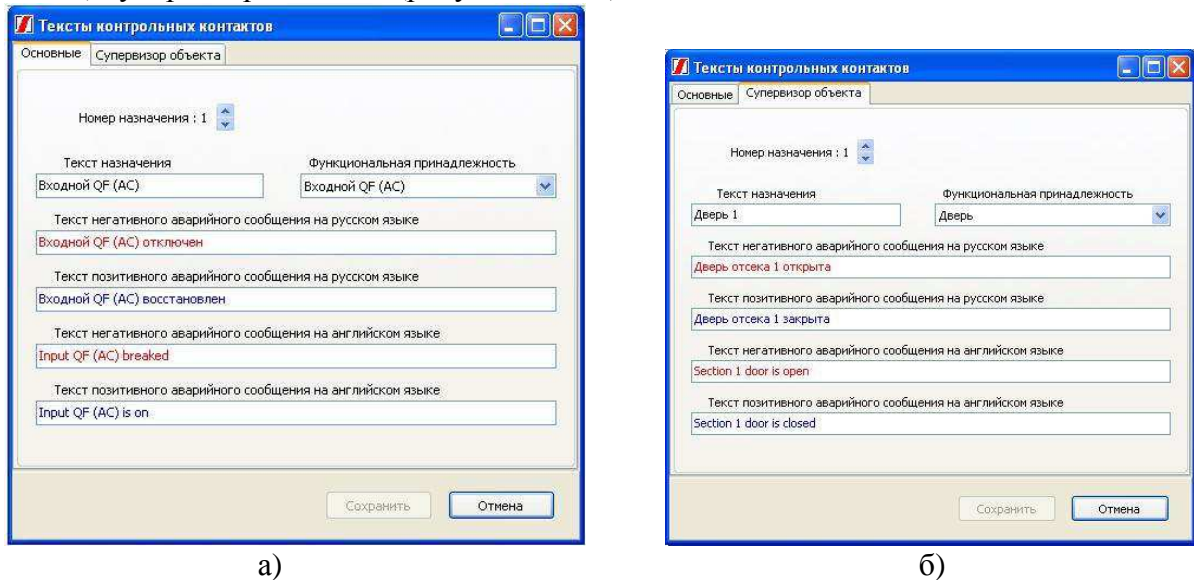 Тексты контрольных контактов
Основные Супервизор объекта
Номер назначения : 1
Текст назначения Функциональная принадлежность
Входной QF (AC) Входной QF (AC)
Текст негативного аварийного сообщения на русском языке
Входной QF (AC) отключен
Текст позитивного аварийного сообщения на русском языке
Входной QF (AC) восстановлен
Текст негативного аварийного сообщения на английском языке
Input QF (AC) breaked
Текст позитивного аварийного сообщения на английском языке
Input QF (AC) is on
Сохранить Отмена
а)
Тексты контрольных контактов
Основные Супервизор объекта
Номер назначения : 1
Текст назначения Функциональная принадлежность
Дверь 1 Дверь
Текст негативного аварийного сообщения на русском языке
Дверь отсека 1 открыта
Текст позитивного аварийного сообщения на русском языке
Дверь отсека 1 закрыта
Текст негативного аварийного сообщения на английском языке
Section 1 door is open
Текст позитивного аварийного сообщения на английском языке
Section 1 door is closed
Сохранить Отмена
б)